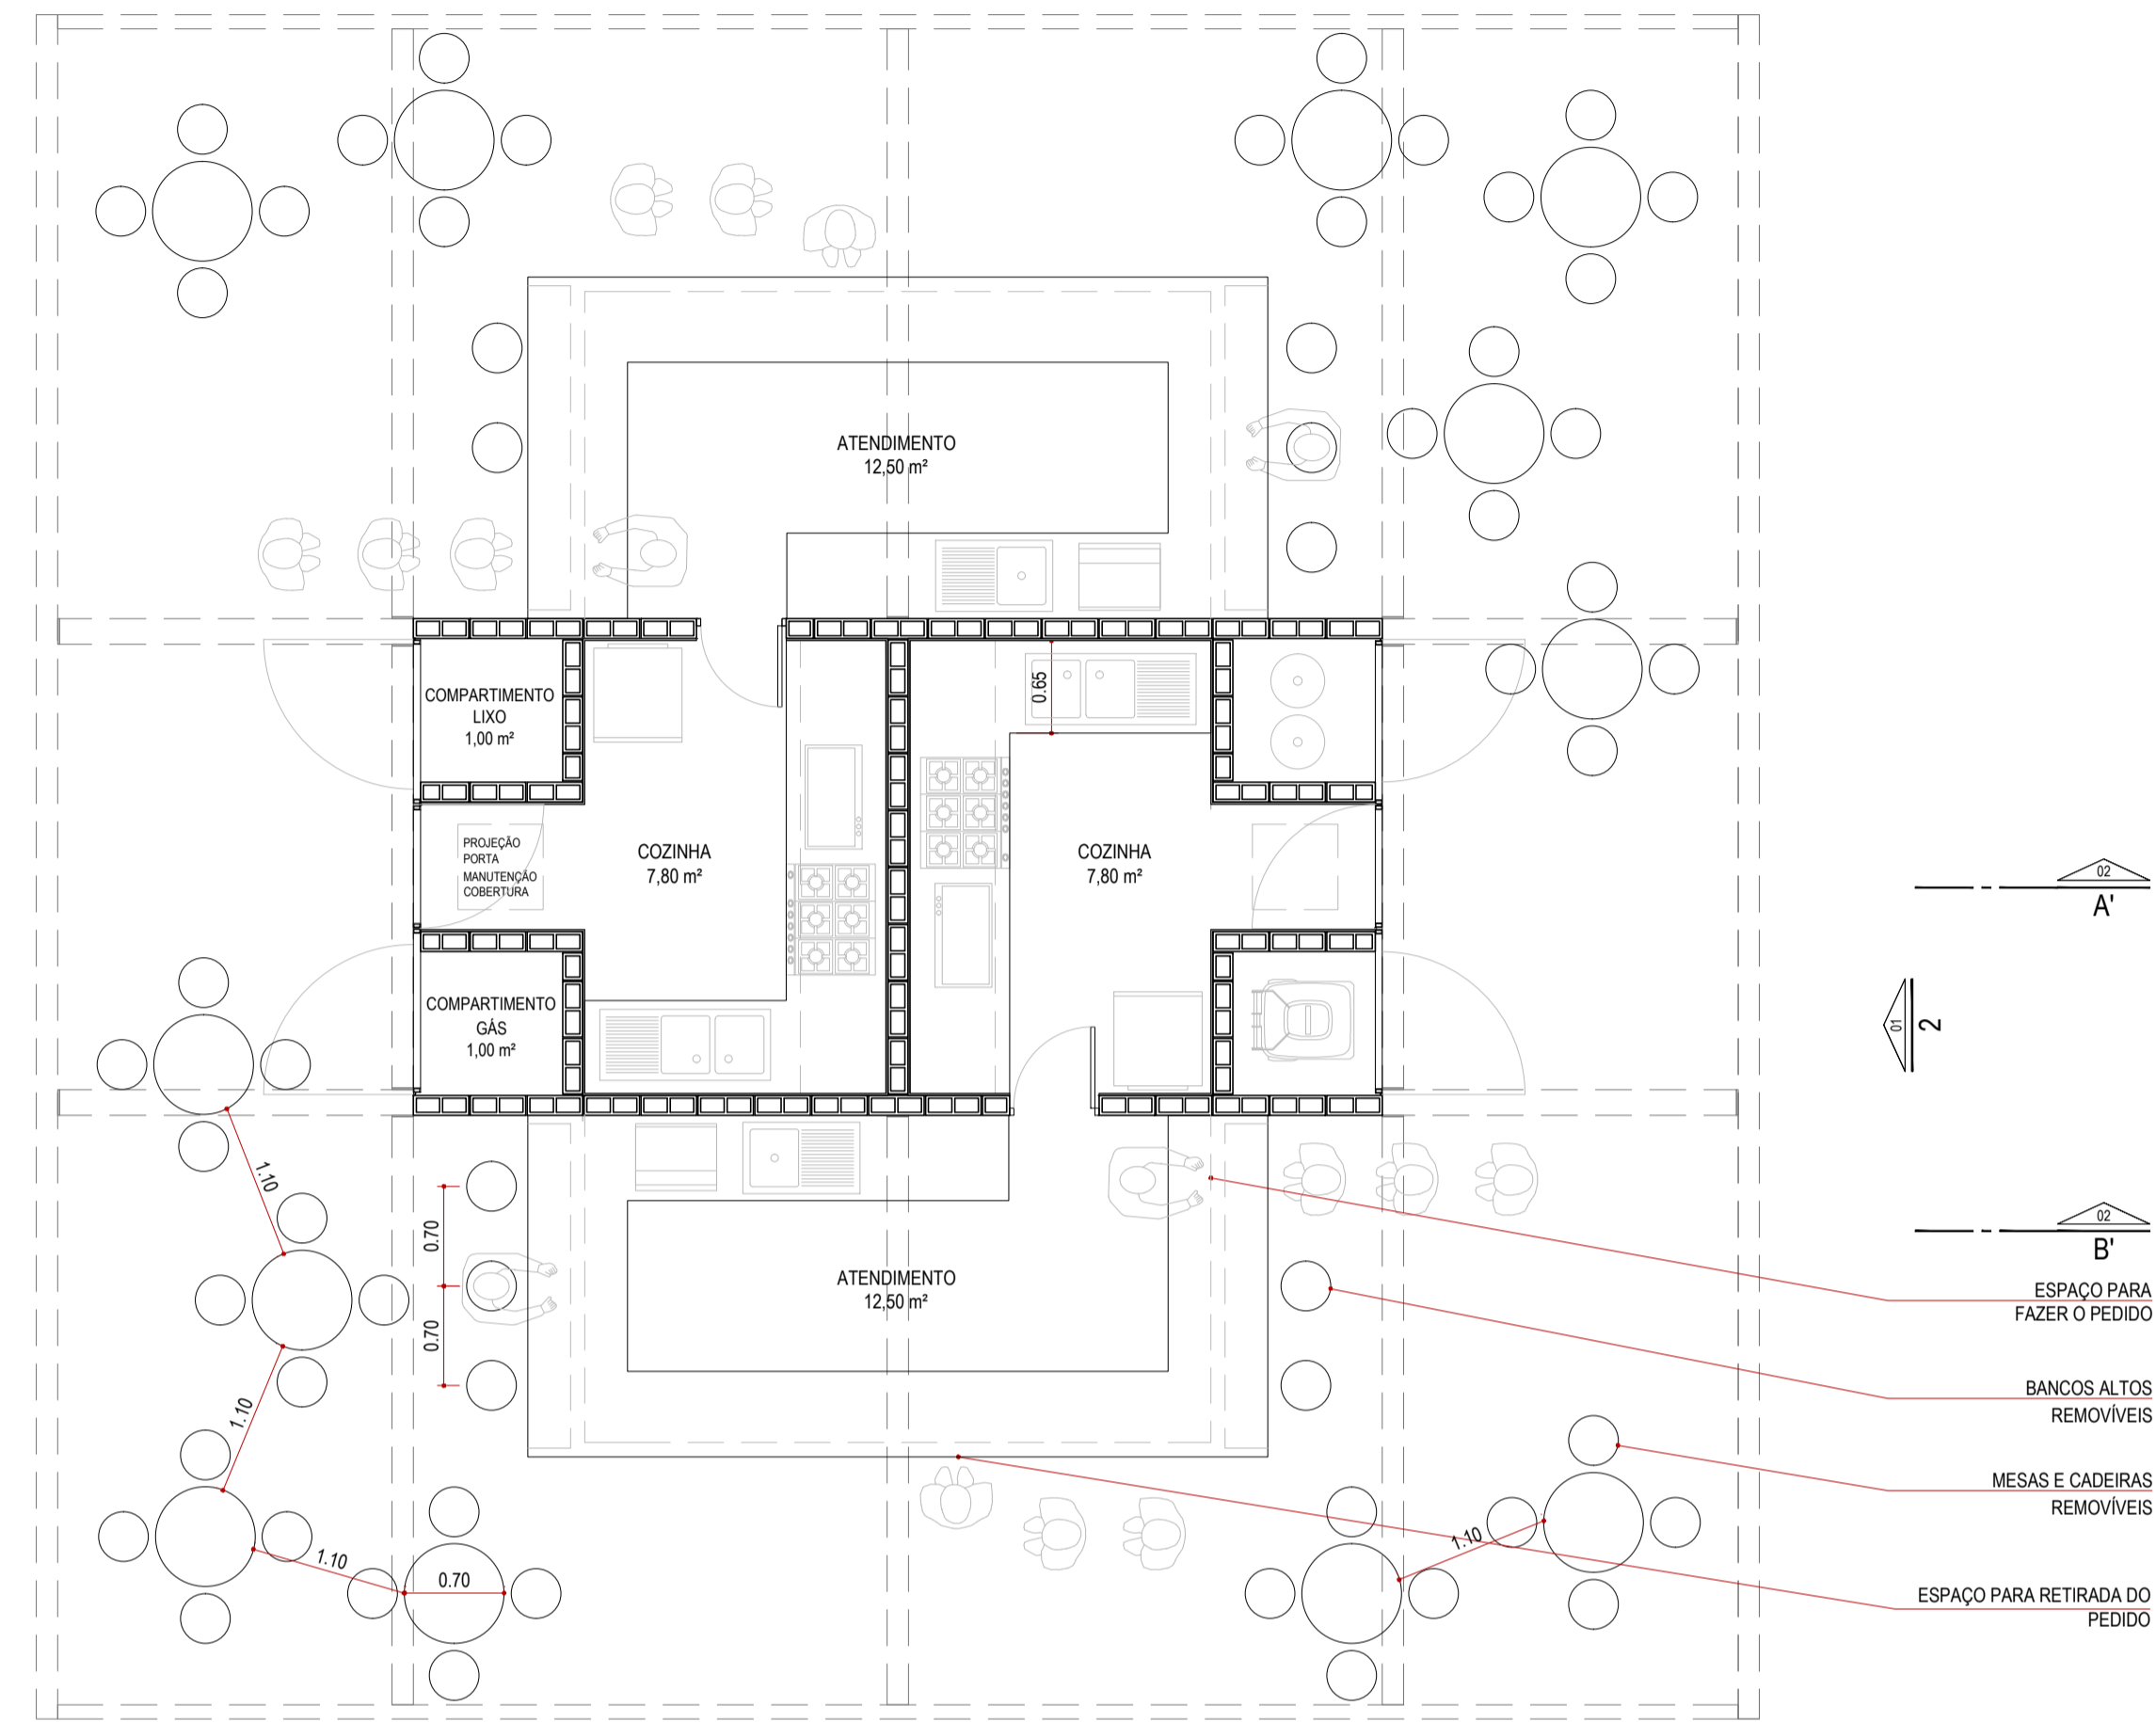 ATENDIMENTO
12,50 m²
COMPARTIMENTO
LIXO
1,00 m²
0.65
PROJEÇÃO
PORTA
MANUTENÇÃO
COBERTURA
COZINHA
7,80 m²
COZINHA
7,80 m²
02
A'
COMPARTIMENTO
GÁS
1,00 m²
01
2
1.10
0.70
0.70
ATENDIMENTO
12,50 m²
02
B'
ESPAÇO PARA
FAZER O PEDIDO
BANCOS ALTOS
REMOVÍVEIS
1.10
MESAS E CADEIRAS
REMOVÍVEIS
1.10
0.70
1.10
ESPAÇO PARA RETIRADA DO
PEDIDO